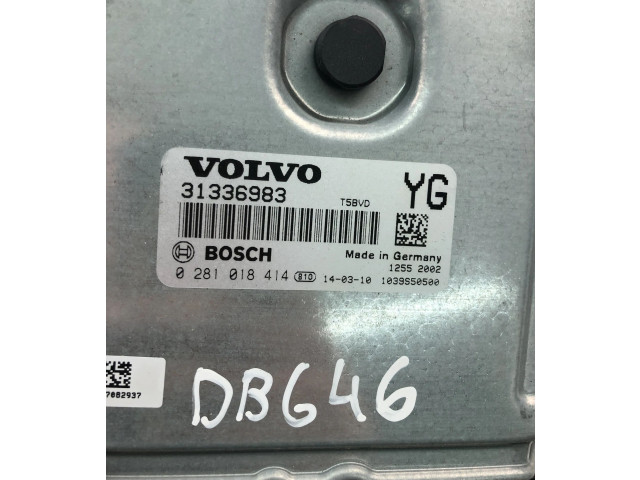 VOLVO
31336983
T5BVD
YG
BOSCH
Made in Germany
1255 2002
0 281 018 414 810 14-03-10 1039S50500
7082937
DB646